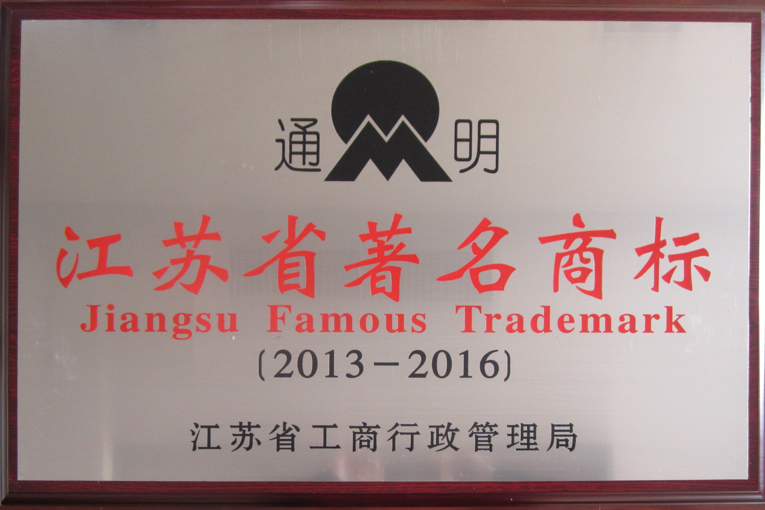 通明
江苏省著名商标
Jiangsu Famous Trademark
(2013－2016)
江苏省工商行政管理局